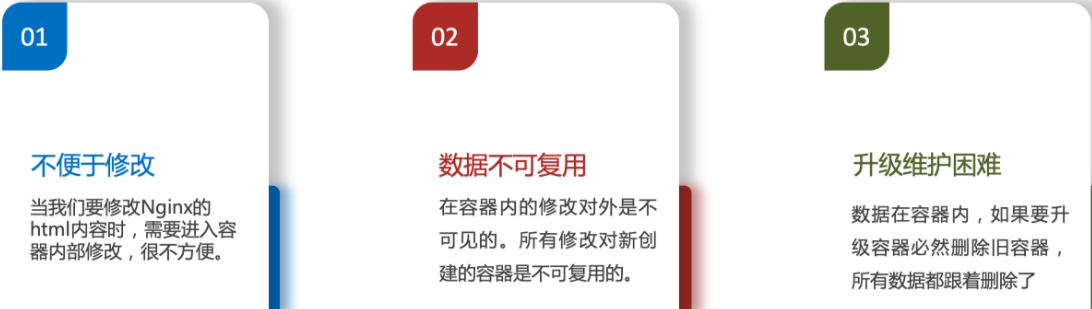 01
不便于修改
当我们要修改Nginx的
html内容时，需要进入容
器内部修改，很不方便。
02
数据不可复用
在容器内的修改对外是不
可见的。所有修改对新创
建的容器是不可复用的。
03
升级维护困难
数据在容器内，如果要升
级容器必然删除旧容器，
所有数据都跟着删除了